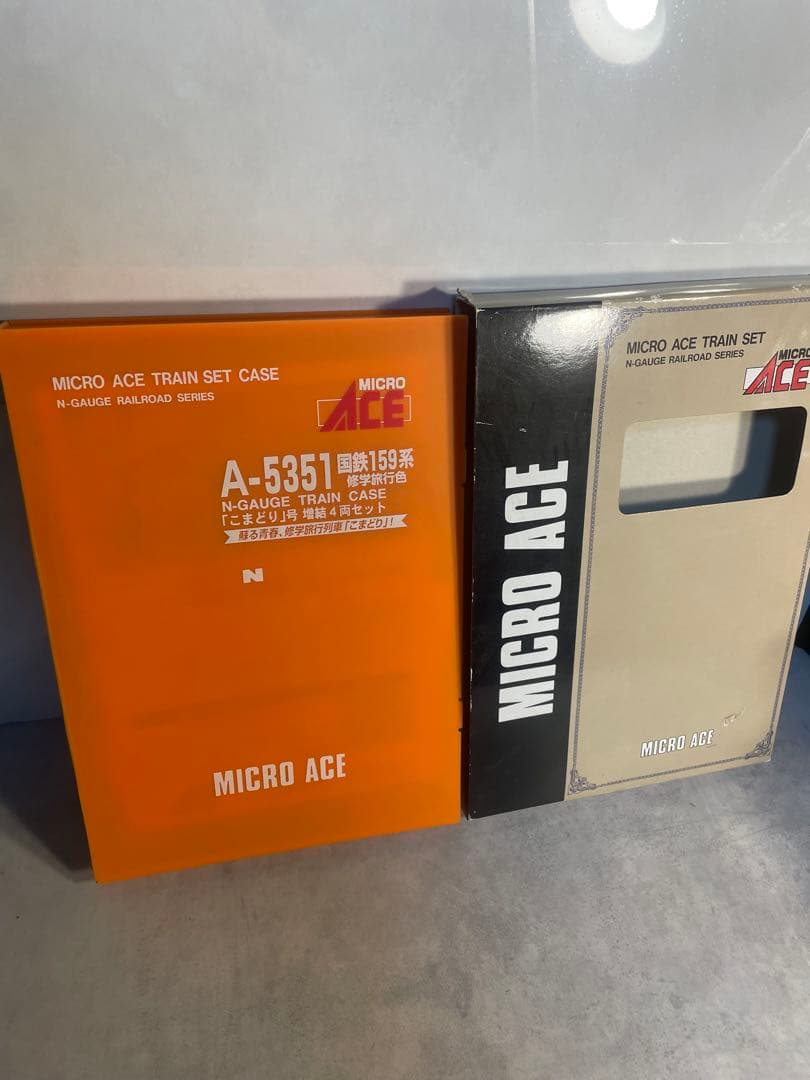 MICRO ACE TRAIN SET CASE
N-GAUGE RAILROAD SERIES
MICRO
ACE
A-5351 国鉄159系
修学旅行色
N-GAUGE TRAIN CASE
「こまどり」号 増結4両セット
蘇る青春、修学旅行列車「こまどり」!
N
MICRO ACE
MICRO ACE
MICRO ACE TRAIN SET
N-GAUGE RAILROAD SERIES
MICRO
ACE
MICRO ACE